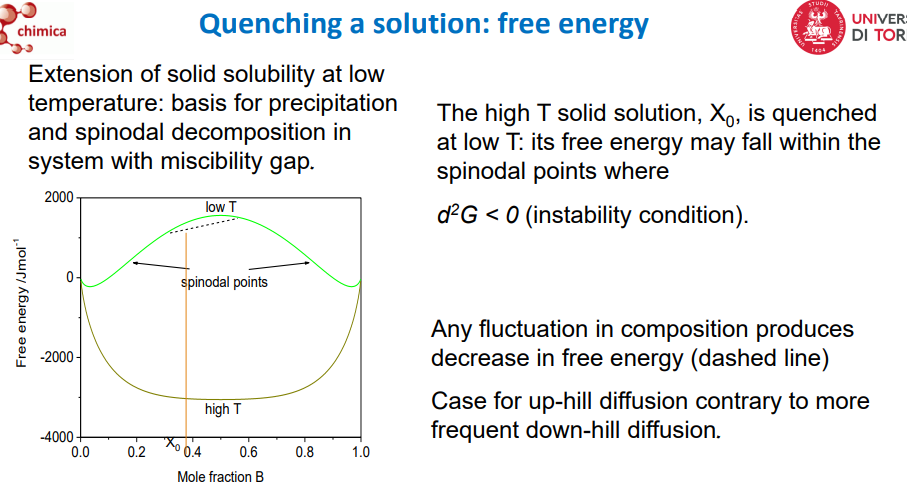 chimica
Quenching a solution: free energy
UNIVERS
DI TOR
Extension of solid solubility at low
temperature: basis for precipitation
and spinodal decomposition in
system with miscibility gap.
The high T solid solution, X₀, is quenched
at low T: its free energy may fall within the
spinodal points where
d²G < 0 (instability condition).
Any fluctuation in composition produces
decrease in free energy (dashed line)
Case for up-hill diffusion contrary to more
frequent down-hill diffusion.
Free energy /Jmol⁻¹
2000
0
-2000
-4000
low T
spinodal points
high T
X₀
0.0 0.2 0.4 0.6 0.8 1.0
Mole fraction B
1404